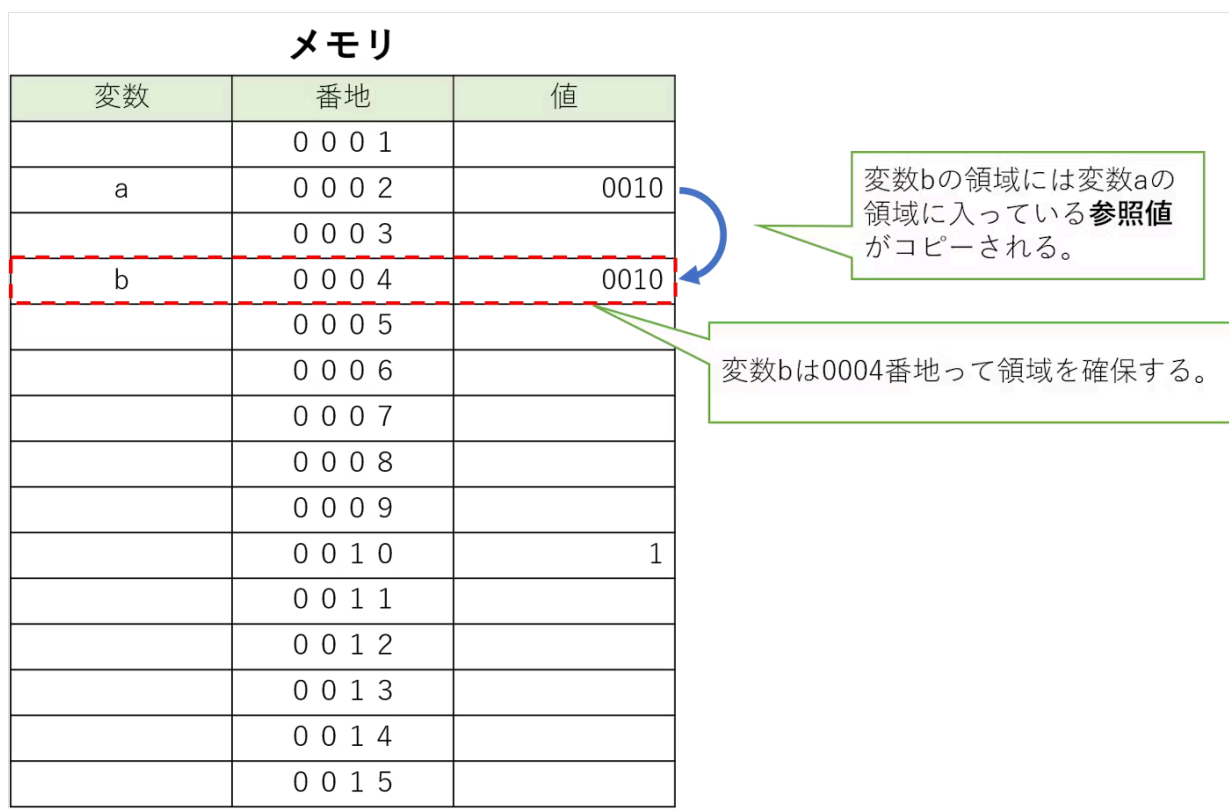 メモリ
変数 番地 値
0001
a 0002 0010
0003
b 0004 0010
0005
0006
0007
0008
0009
0010 1
0011
0012
0013
0014
0015
変数bの領域には変数aの
領域に入っている参照値
がコピーされる。
変数bは0004番地って領域を確保する。